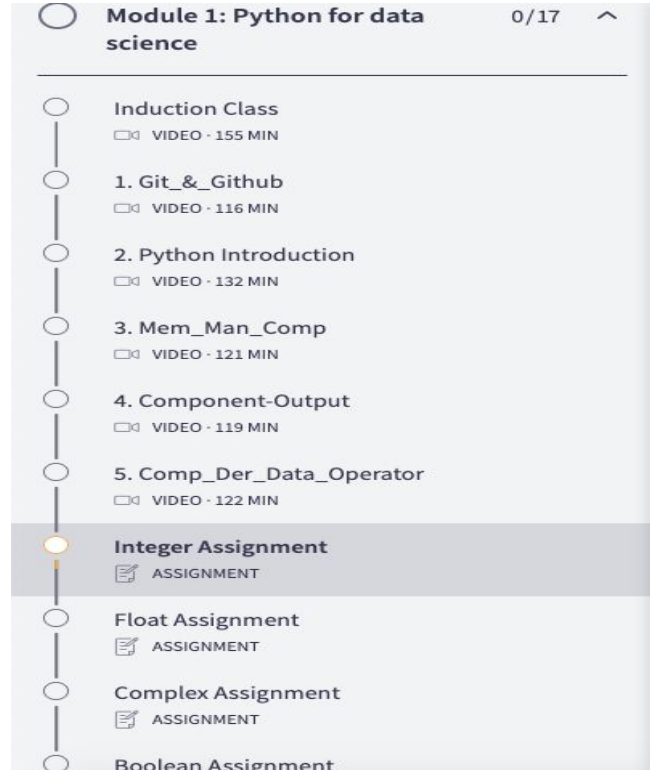 Module 1: Python for data 0/17
science
Induction Class
VIDEO · 155 MIN
1. Git_&_Github
VIDEO · 116 MIN
2. Python Introduction
VIDEO · 132 MIN
3. Mem_Man_Comp
VIDEO · 121 MIN
4. Component-Output
VIDEO · 119 MIN
5. Comp_Der_Data_Operator
VIDEO · 122 MIN
Integer Assignment
ASSIGNMENT
Float Assignment
ASSIGNMENT
Complex Assignment
ASSIGNMENT
Boolean Assignment